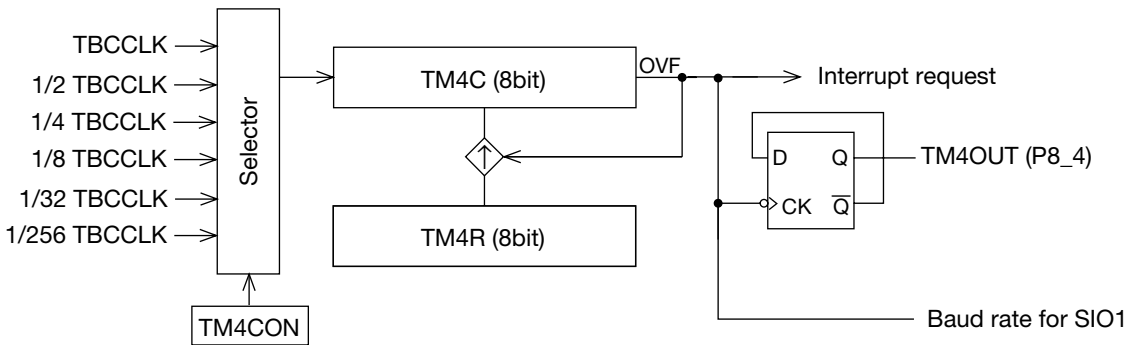 TBCCLK
1/2 TBCCLK
1/4 TBCCLK
1/8 TBCCLK
1/32 TBCCLK
1/256 TBCCLK
Selector
TM4CON
TM4C (8bit)
OVF
TM4R (8bit)
Interrupt request
D Q
CK Q̅
TM4OUT (P8_4)
Baud rate for SIO1